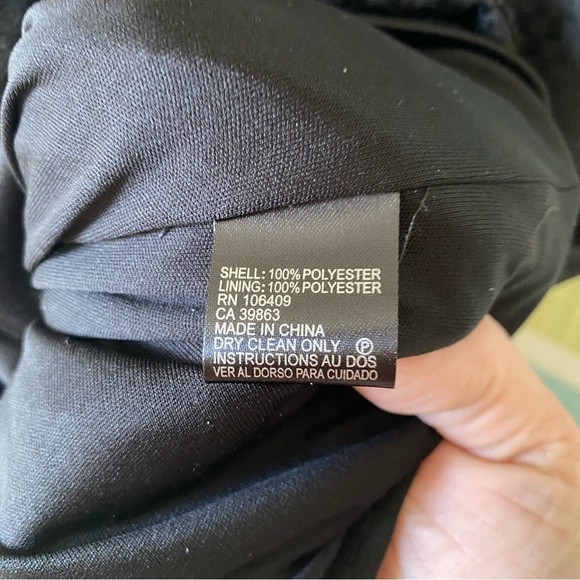 SHELL: 100% POLYESTER
LINING: 100% POLYESTER
RN 106409
CA 39863
MADE IN CHINA
DRY CLEAN ONLY Ⓟ
INSTRUCTIONS AU DOS
VER AL DORSO PARA CUIDADO